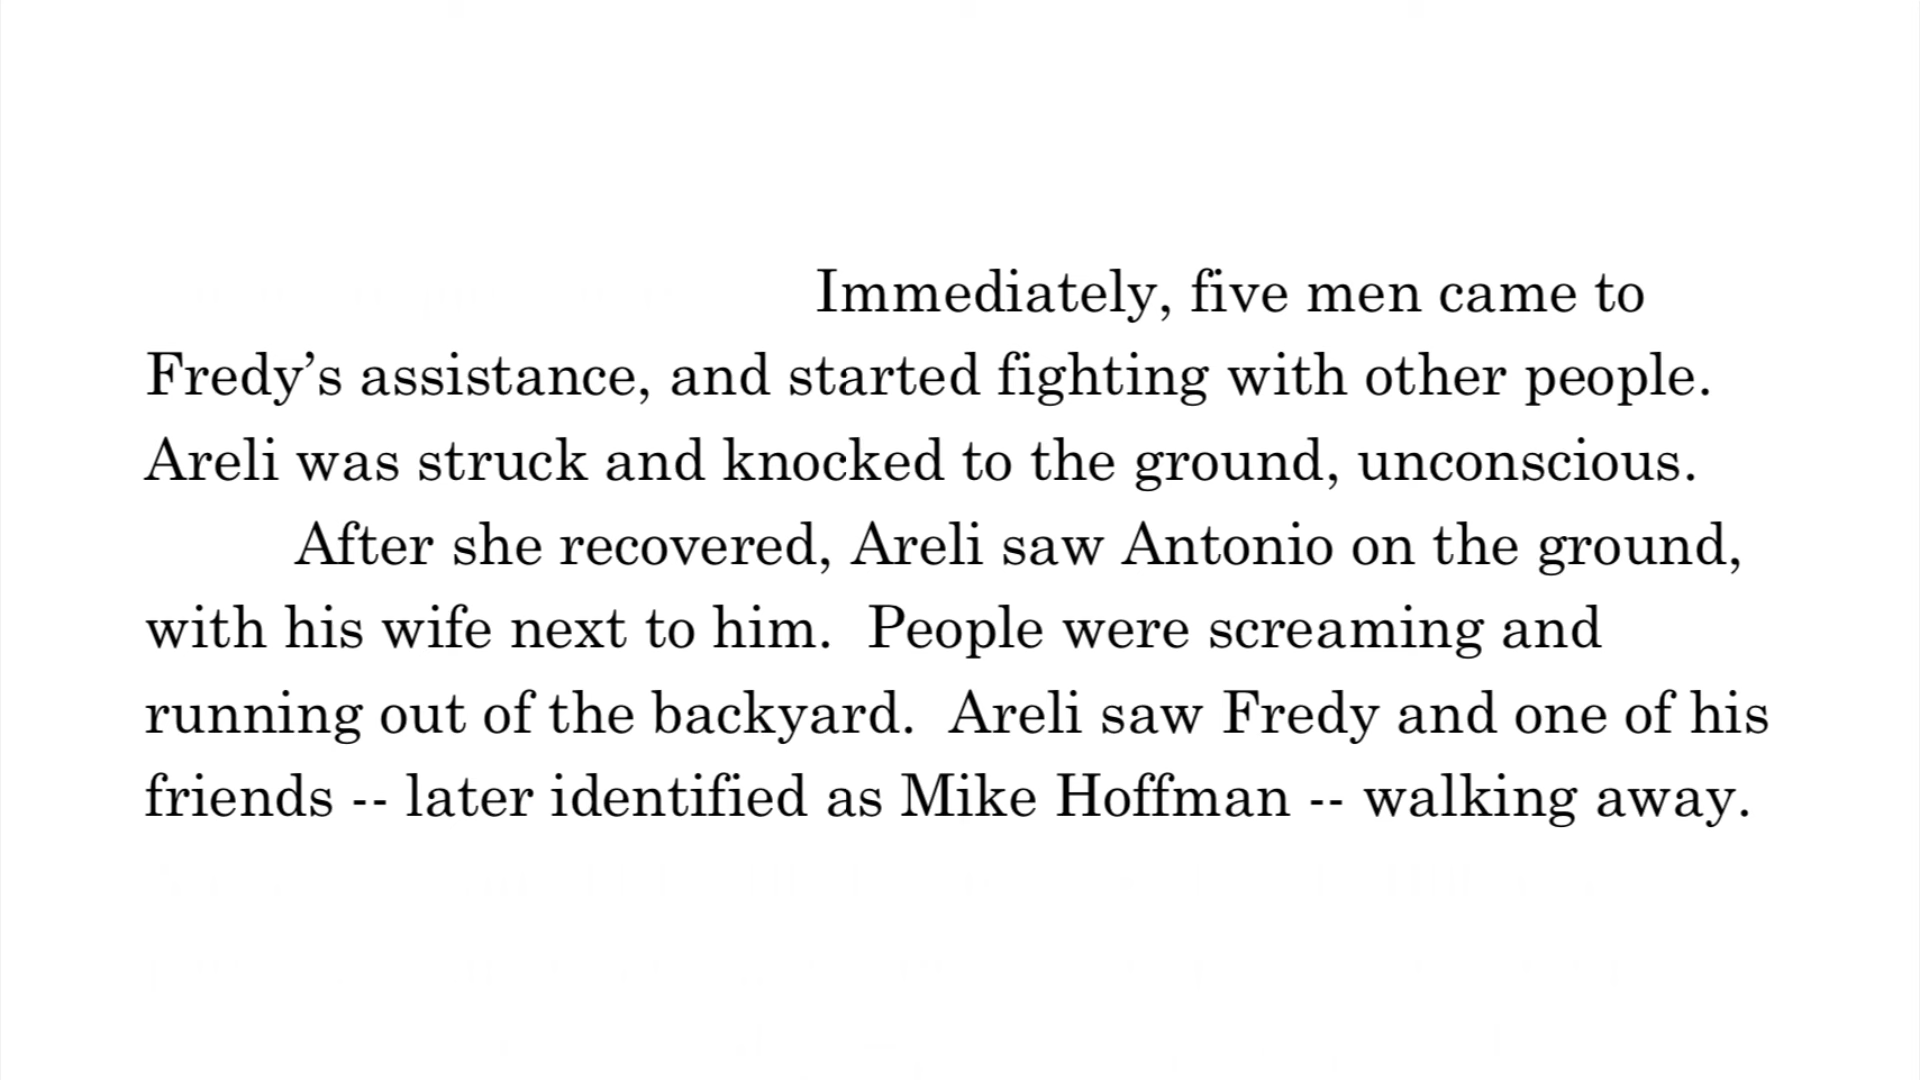 Immediately, five men came to
Fredy’s assistance, and started fighting with other people.
Areli was struck and knocked to the ground, unconscious.
After she recovered, Areli saw Antonio on the ground,
with his wife next to him.  People were screaming and
running out of the backyard.  Areli saw Fredy and one of his
friends -- later identified as Mike Hoffman -- walking away.